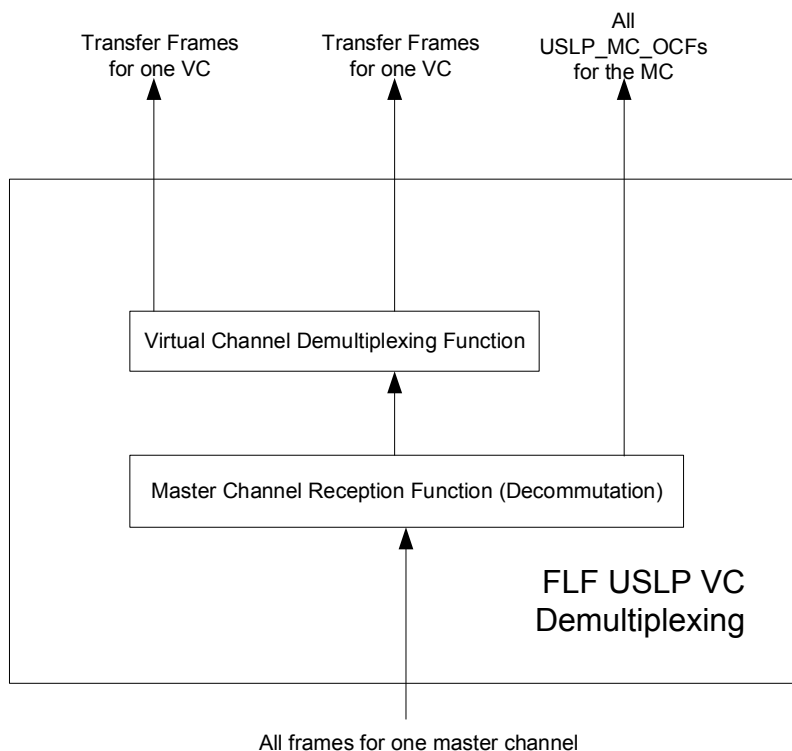 Transfer Frames
for one VC
Transfer Frames
for one VC
All
USLP_MC_OCFs
for the MC
Virtual Channel Demultiplexing Function
Master Channel Reception Function (Decommutation)
FLF USLP VC
Demultiplexing
All frames for one master channel